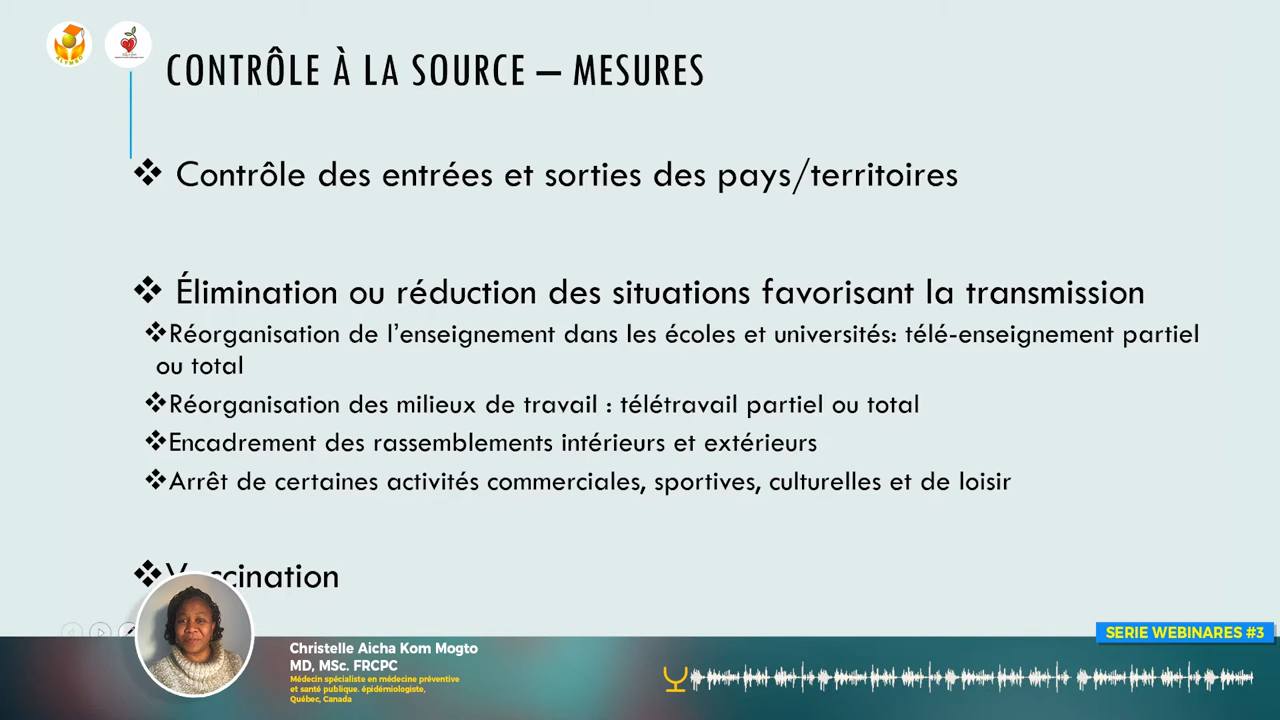 CONTRÔLE À LA SOURCE – MESURES
❖ Contrôle des entrées et sorties des pays/territoires
❖ Élimination ou réduction des situations favorisant la transmission
❖Réorganisation de l’enseignement dans les écoles et universités: télé-enseignement partiel
ou total
❖Réorganisation des milieux de travail : télétravail partiel ou total
❖Encadrement des rassemblements intérieurs et extérieurs
❖Arrêt de certaines activités commerciales, sportives, culturelles et de loisir
❖Vaccination
SERIE WEBINARES #3
Christelle Aicha Kom Mogto
MD, MSc. FRCPC
Médecin spécialiste en médecine préventive
et santé publique. épidémiologiste,
Québec, Canada